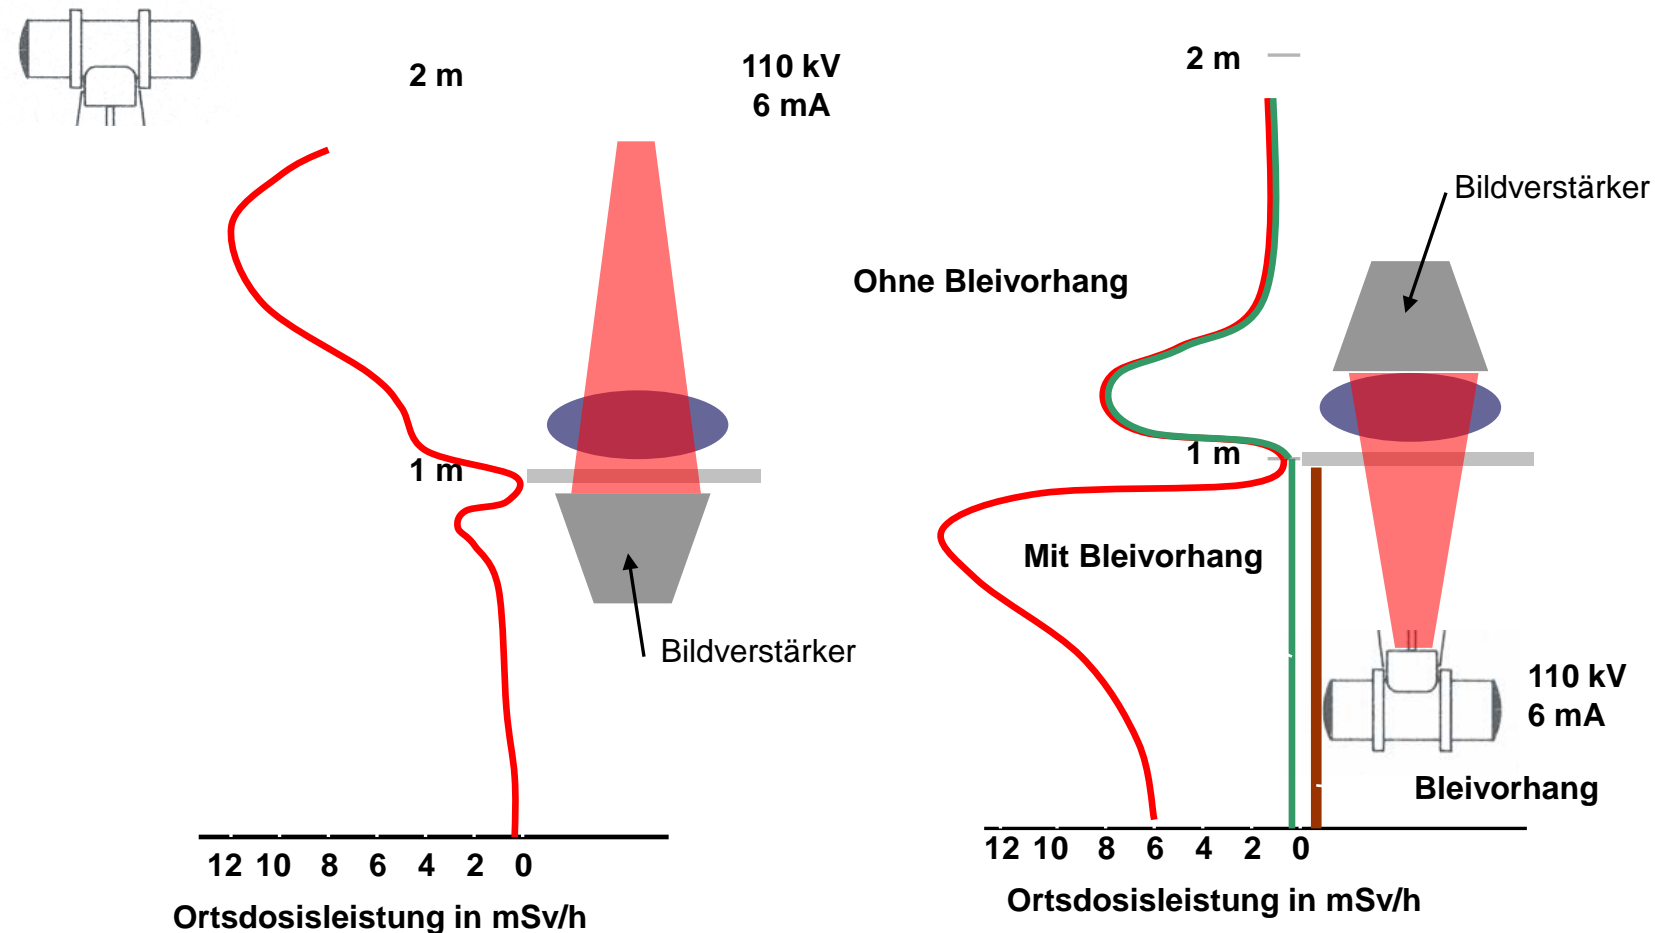 2 m
110 kV
6 mA
1 m
Bildverstärker
12 10 8 6 4 2 0
Ortsdosisleistung in mSv/h
2 m
Bildverstärker
Ohne Bleivorhang
1 m
Mit Bleivorhang
110 kV
6 mA
Bleivorhang
12 10 8 6 4 2 0
Ortsdosisleistung in mSv/h